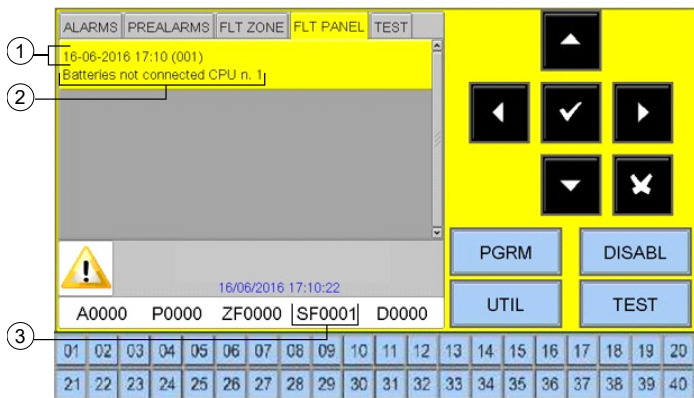 ALARMS PREALARMS FLT ZONE FLT PANEL TEST
1
16-06-2016 17:10 (001)
Batteries not connected CPU n. 1
2
PGRM DISABL
16/06/2016 17:10:22
UTIL TEST
A0000 P0000 ZF0000 SF0001 D0000
3
01 02 03 04 05 06 07 08 09 10 11 12 13 14 15 16 17 18 19 20
21 22 23 24 25 26 27 28 29 30 31 32 33 34 35 36 37 38 39 40